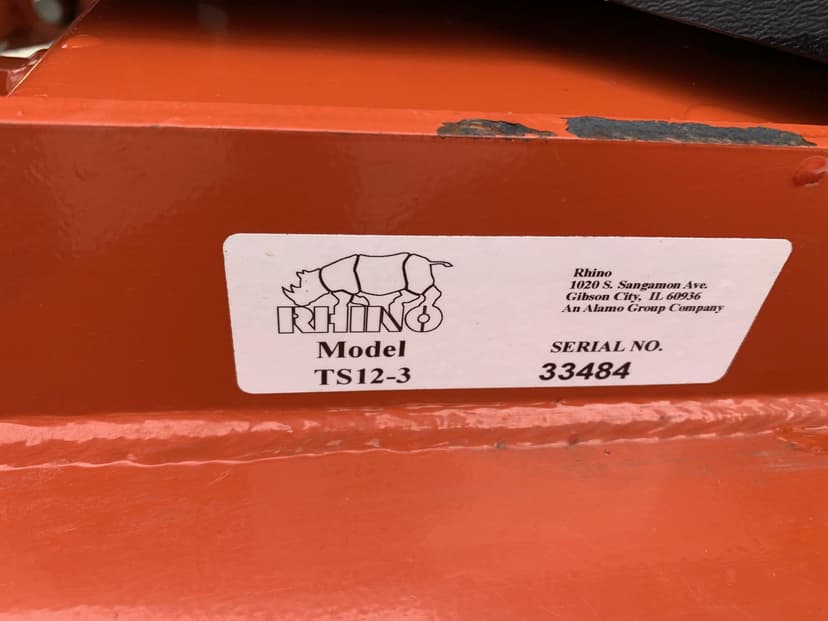 RHINO
Model
TS12-3
Rhino
1020 S. Sangamon Ave.
Gibson City, IL 60936
An Alamo Group Company
SERIAL NO.
33484